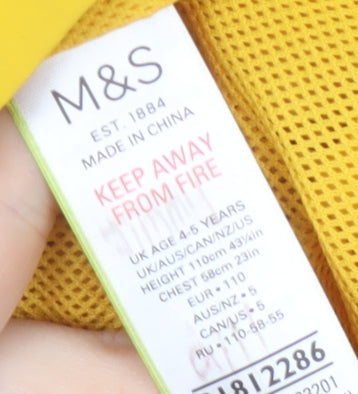 M&S
EST. 1884
MADE IN CHINA
KEEP AWAY
FROM FIRE
UK AGE 4-5 YEARS
UK/AUS/CAN/NZ/US
HEIGHT 110cm 43¼in
CHEST 58cm 23in
EUR • 110
AUS/NZ • 5
CAN/US • 5
RU • 110-58-55
1812286
3201